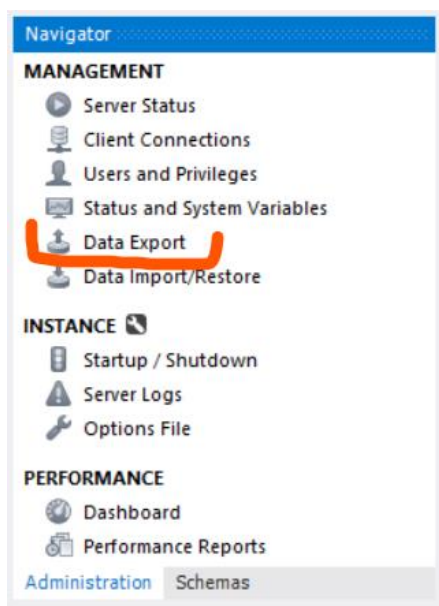 Navigator
MANAGEMENT
Server Status
Client Connections
Users and Privileges
Status and System Variables
Data Export
Data Import/Restore
INSTANCE
Startup / Shutdown
Server Logs
Options File
PERFORMANCE
Dashboard
Performance Reports
Administration Schemas